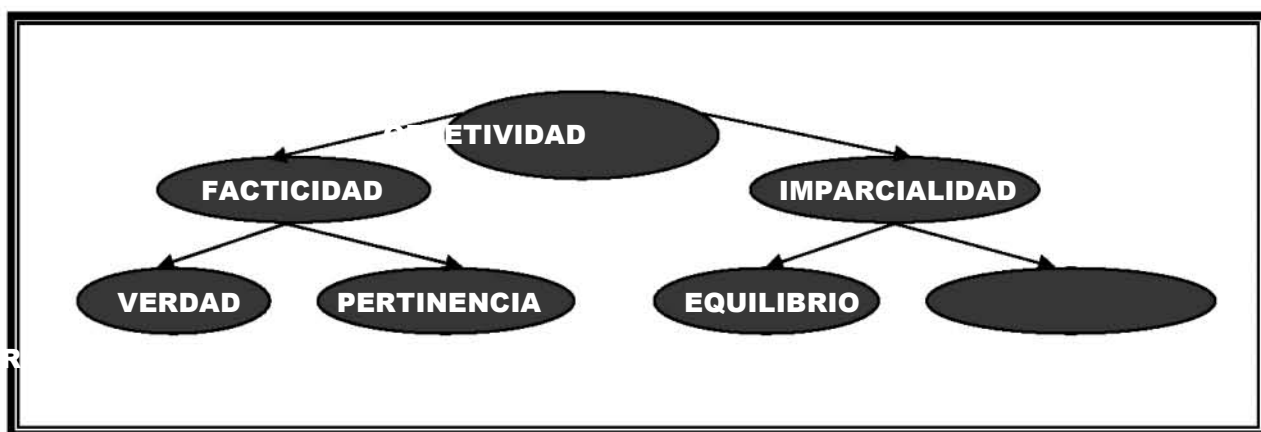 ETIVIDAD
FACTICIDAD
IMPARCIALIDAD
VERDAD
PERTINENCIA
EQUILIBRIO
R